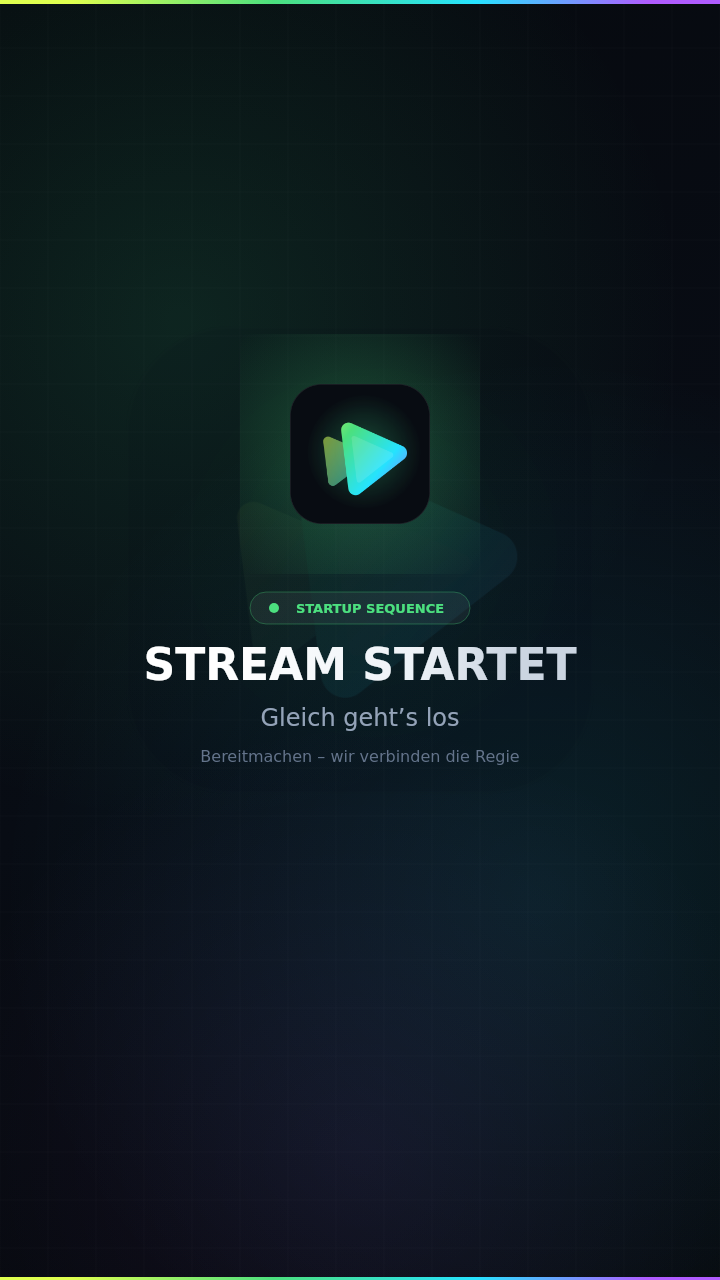 STARTUP SEQUENCE
STREAM STARTET
Gleich geht’s los
Bereitmachen – wir verbinden die Regie